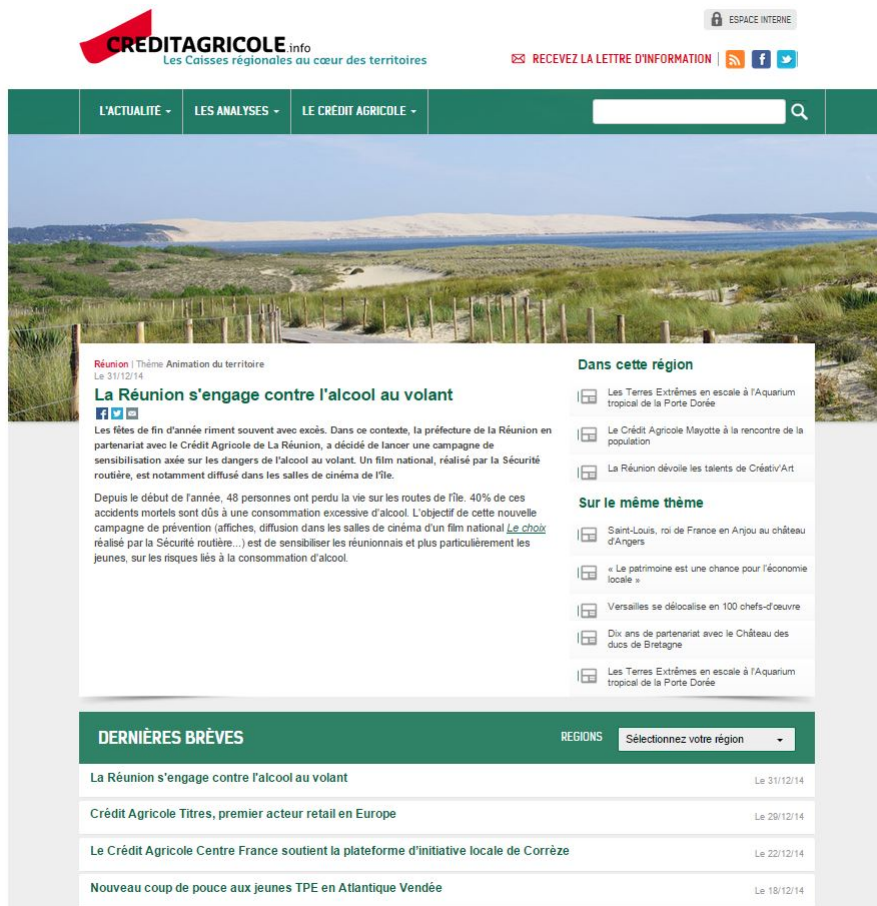 ESPACE INTERNE
CREDITAGRICOLE.info
Les Caisses régionales au cœur des territoires
RECEVEZ LA LETTRE D'INFORMATION
L'ACTUALITÉ
LES ANALYSES
LE CRÉDIT AGRICOLE
Réunion | Thème Animation du territoire
Le 31/12/14
La Réunion s'engage contre l'alcool au volant
Les fêtes de fin d'année riment souvent avec excès. Dans ce contexte, la préfecture de la Réunion en
partenariat avec le Crédit Agricole de La Réunion, a décidé de lancer une campagne de
sensibilisation axée sur les dangers de l'alcool au volant. Un film national, réalisé par la Sécurité
routière, est notamment diffusé dans les salles de cinéma de l'île.
Depuis le début de l'année, 48 personnes ont perdu la vie sur les routes de l'île. 40% de ces
accidents mortels sont dûs à une consommation excessive d'alcool. L'objectif de cette nouvelle
campagne de prévention (affiches, diffusion dans les salles de cinéma d'un film national Le choix
réalisé par la Sécurité routière...) est de sensibiliser les réunionnais et plus particulièrement les
jeunes, sur les risques liés à la consommation d'alcool.
Dans cette région
Les Terres Extrêmes en escale à l'Aquarium
tropical de la Porte Dorée
Le Crédit Agricole Mayotte à la rencontre de la
population
La Réunion dévoile les talents de Créativ'Art
Sur le même thème
Saint-Louis, roi de France en Anjou au château
d'Angers
« Le patrimoine est une chance pour l'économie
locale »
Versailles se délocalise en 100 chefs-d'œuvre
Dix ans de partenariat avec le Château des
ducs de Bretagne
Les Terres Extrêmes en escale à l'Aquarium
tropical de la Porte Dorée
DERNIÈRES BRÈVES
REGIONS
Sélectionnez votre région
La Réunion s'engage contre l'alcool au volant
Le 31/12/14
Crédit Agricole Titres, premier acteur retail en Europe
Le 29/12/14
Le Crédit Agricole Centre France soutient la plateforme d'initiative locale de Corrèze
Le 22/12/14
Nouveau coup de pouce aux jeunes TPE en Atlantique Vendée
Le 18/12/14